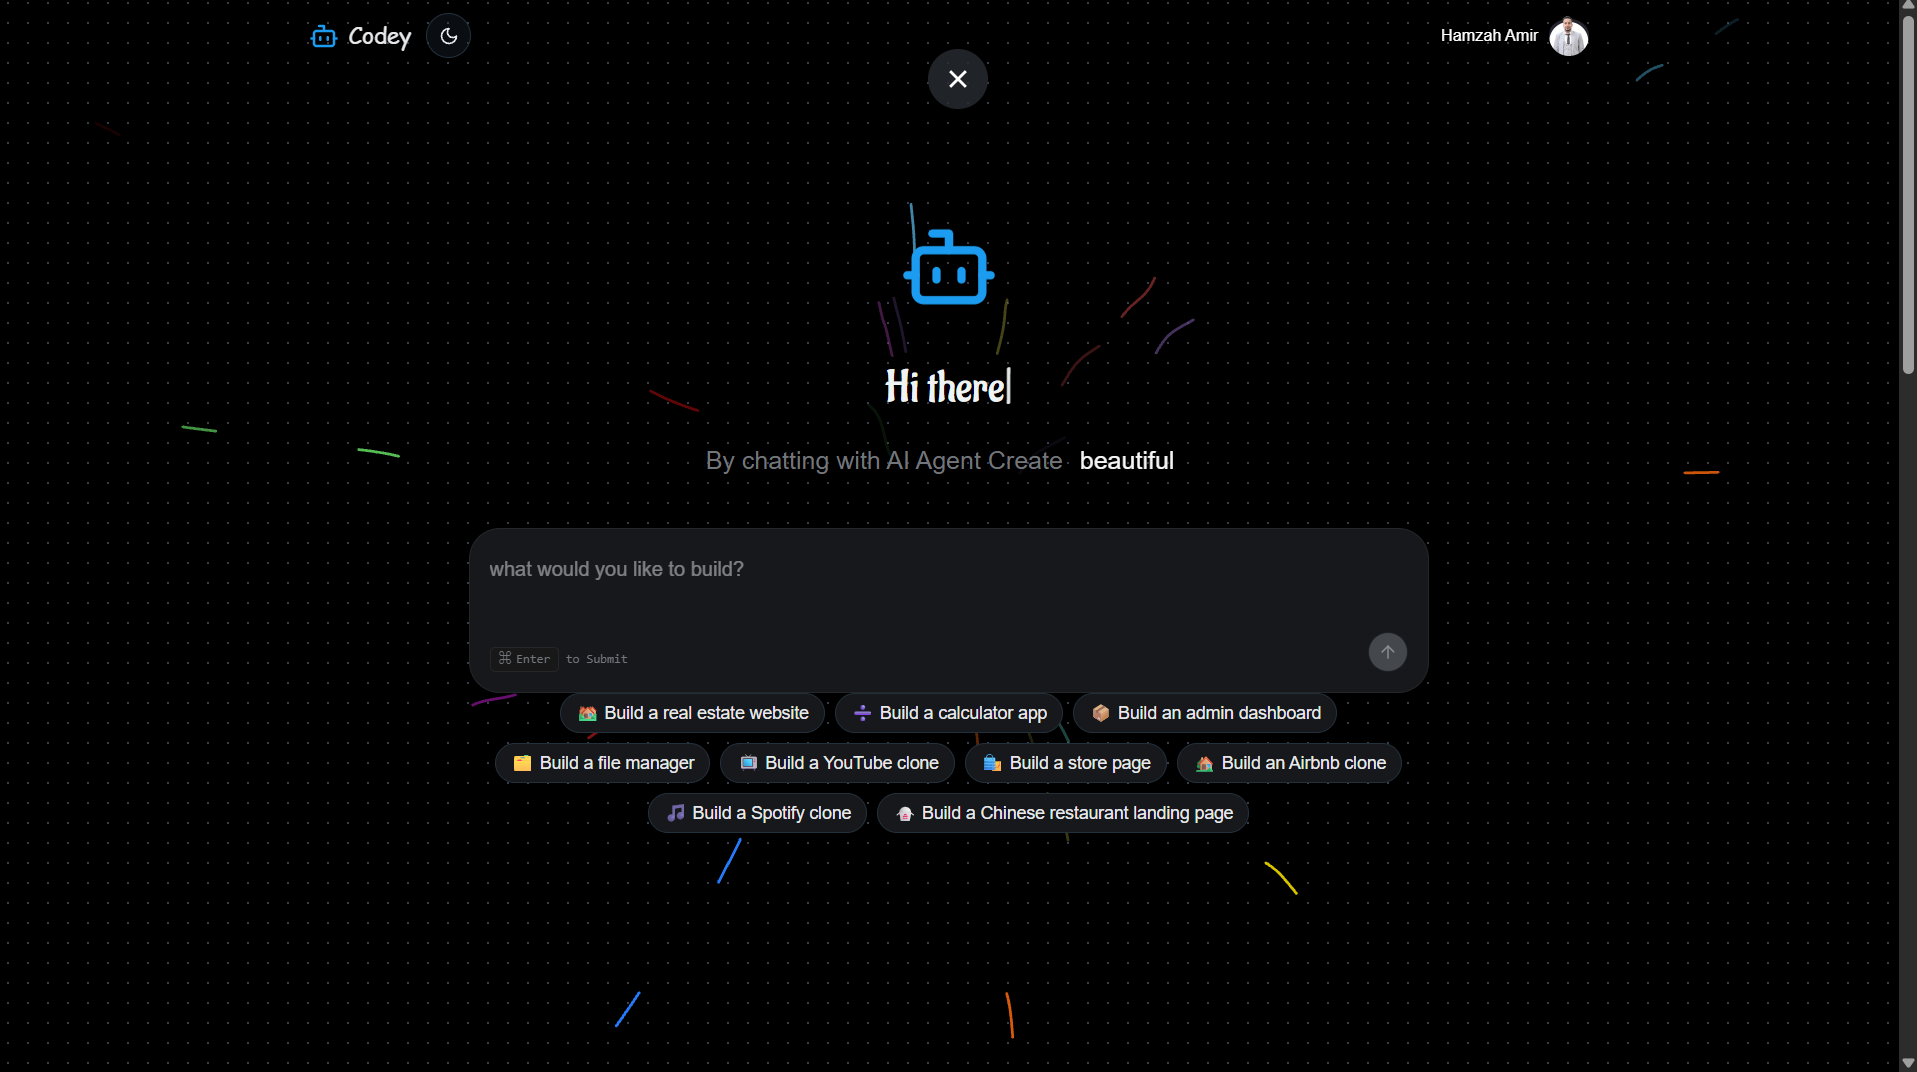 Codey
Hamzah Amir
Hi there
By chatting with AI Agent Create beautiful
what would you like to build?
⌘ Enter to Submit
Build a real estate website
Build a calculator app
Build an admin dashboard
Build a file manager
Build a YouTube clone
Build a store page
Build an Airbnb clone
Build a Spotify clone
Build a Chinese restaurant landing page